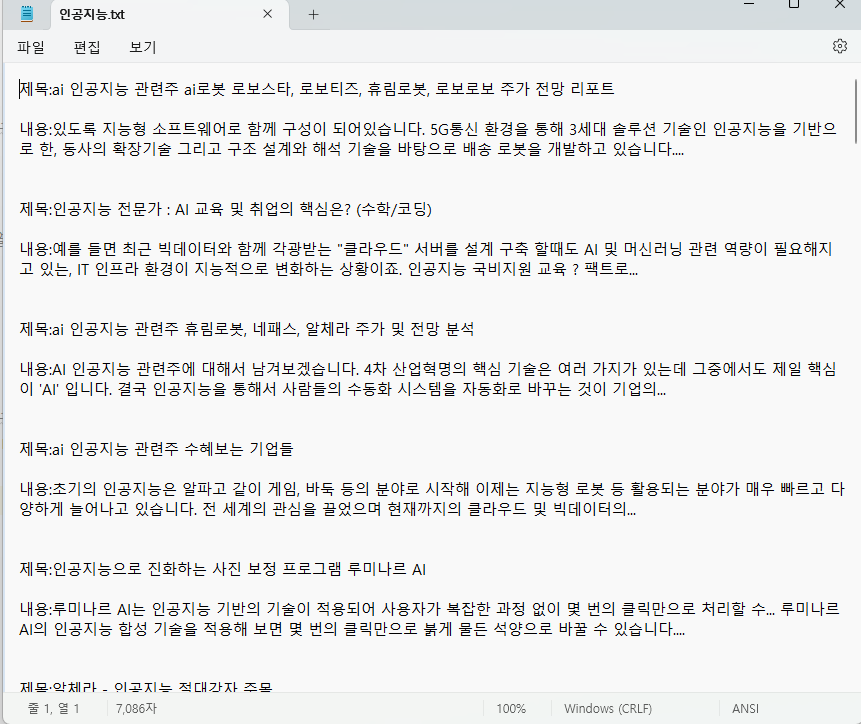 인공지능.txt
파일 편집 보기
제목:ai 인공지능 관련주 ai로봇 로보스타, 로보티즈, 휴림로봇, 로보로보 주가 전망 리포트
내용:있도록 지능형 소프트웨어로 함께 구성이 되어있습니다. 5G통신 환경을 통해 3세대 솔루션 기술인 인공지능을 기반으
로 한, 동사의 확장기술 그리고 구조 설계와 해석 기술을 바탕으로 배송 로봇을 개발하고 있습니다....
제목:인공지능 전문가 : AI 교육 및 취업의 핵심은? (수학/코딩)
내용:예를 들면 최근 빅데이터와 함께 각광받는 "클라우드" 서버를 설계 구축 할때도 AI 및 머신러닝 관련 역량이 필요해지
고 있는, IT 인프라 환경이 지능적으로 변화하는 상황이죠. 인공지능 국비지원 교육 ? 팩트로...
제목:ai 인공지능 관련주 휴림로봇, 네패스, 알체라 주가 및 전망 분석
내용:AI 인공지능 관련주에 대해서 남겨보겠습니다. 4차 산업혁명의 핵심 기술은 여러 가지가 있는데 그중에서도 제일 핵심
이 'AI' 입니다. 결국 인공지능을 통해서 사람들의 수동화 시스템을 자동화로 바꾸는 것이 기업의...
제목:ai 인공지능 관련주 수혜보는 기업들
내용:초기의 인공지능은 알파고 같이 게임, 바둑 등의 분야로 시작해 이제는 지능형 로봇 등 활용되는 분야가 매우 빠르고 다
양하게 늘어나고 있습니다. 전 세계의 관심을 끌었으며 현재까지의 클라우드 및 빅데이터의...
제목:인공지능으로 진화하는 사진 보정 프로그램 루미나르 AI
내용:루미나르 AI는 인공지능 기반의 기술이 적용되어 사용자가 복잡한 과정 없이 몇 번의 클릭만으로 처리할 수... 루미나르
AI의 인공지능 합성 기술을 적용해 보면 몇 번의 클릭만으로 붉게 물든 석양으로 바꿀 수 있습니다....
제목:알체라 - 인공지능 절대강자 주목
줄 1, 열 1 7,086자 100% Windows (CRLF) ANSI